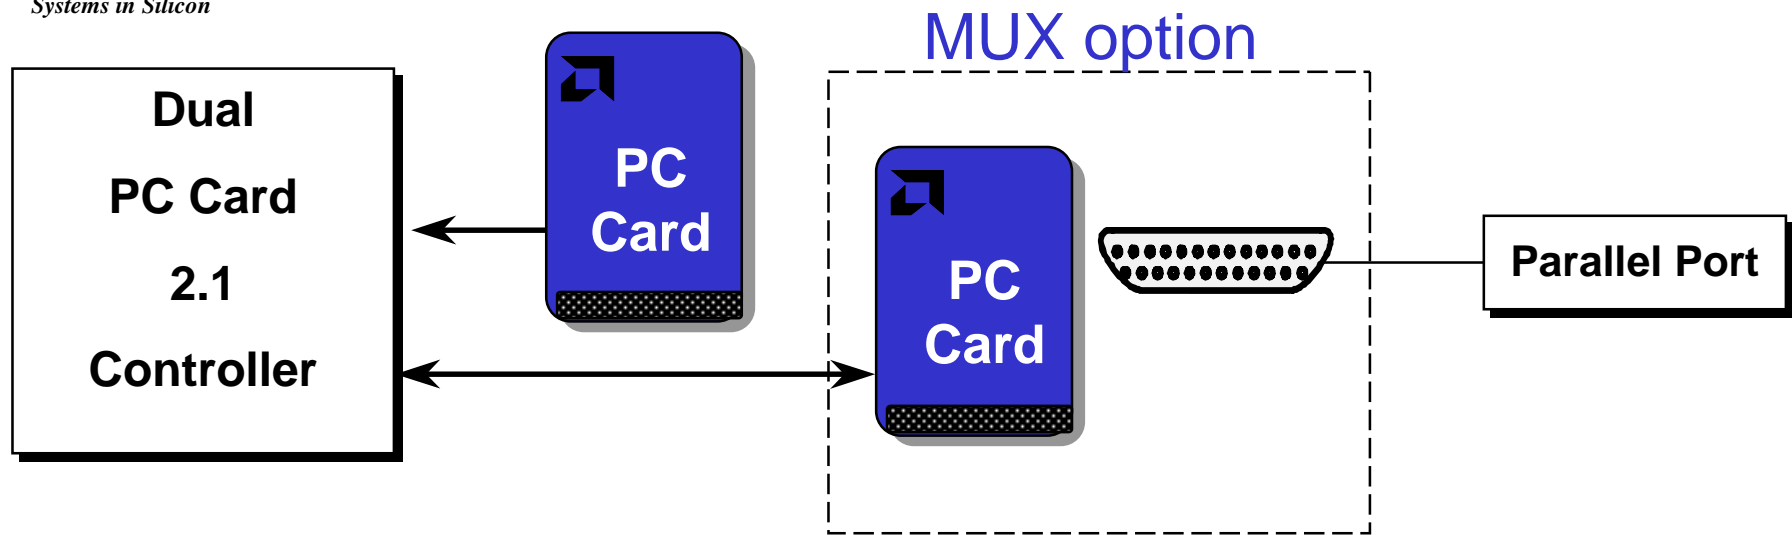 Systems in Silicon
MUX option
Dual
PC Card
2.1
Controller
PC
Card
PC
Card
Parallel Port